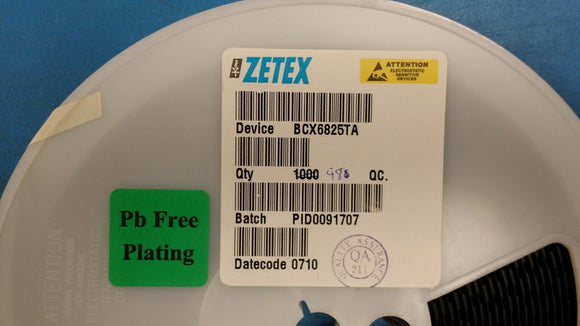 ZETEX
ATTENTION
ELECTROSTATIC
SENSITIVE
DEVICES
Device BCX6825TA
Qty 1000 QC.
Batch PID0091707
Datecode 0710
QUALITY ASSURANCE
QA
211
Pb Free
Plating
ATTENTION